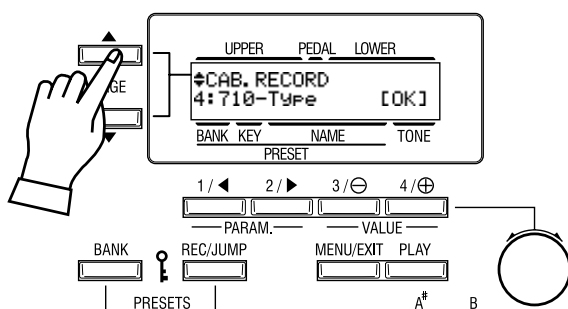 UPPER PEDAL LOWER
CAB. RECORD
4:710-Type [OK]
BANK KEY NAME TONE
PRESET
1/◀ 2/▶ 3/⊖ 4/⊕
PARAM. VALUE
BANK REC/JUMP MENU/EXIT PLAY
PRESETS
A# B